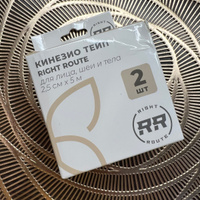 КИНЕЗИО ТЕЙП
RIGHT ROUTE
для лица, шеи и тела
2,5 см х 5 м
2
шт
RIGHT
RR
ROUTE